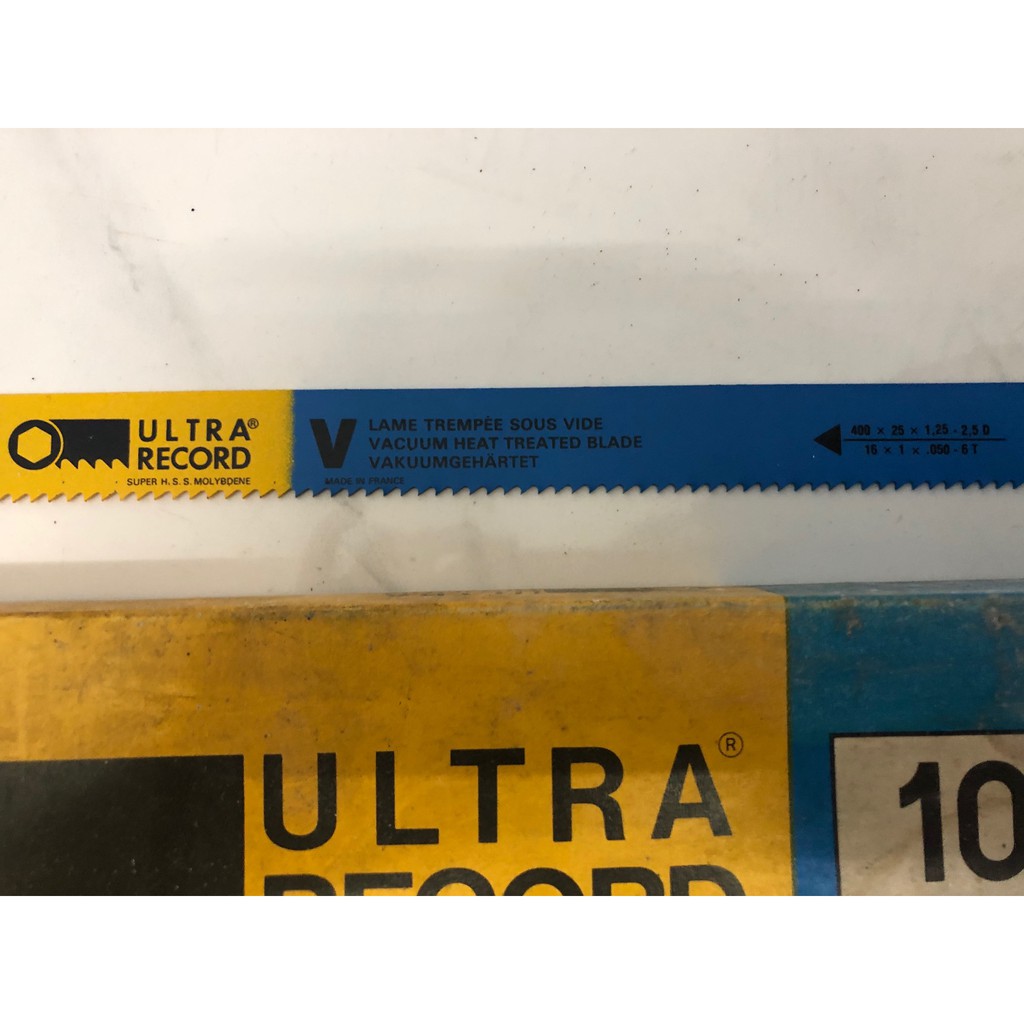 ULTRA®
RECORD
SUPER H.S.S. MOLYBDENE
V
LAME TREMPÉE SOUS VIDE
VACUUM HEAT TREATED BLADE
VAKUUMGEHÄRTET
MADE IN FRANCE
400 × 25 × 1,25 - 2,5 D
16 × 1 × .050 - 6 T
ULTRA®
RECORD
10